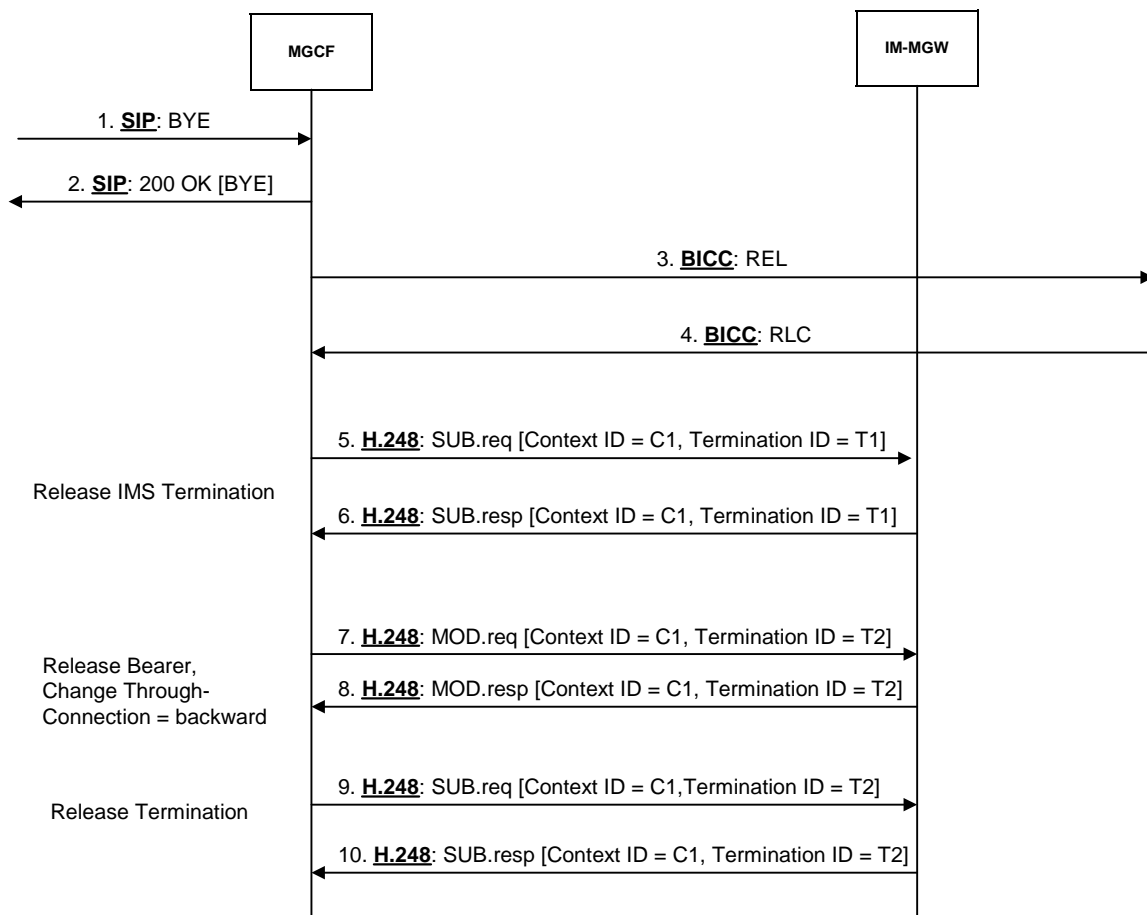 MGCF
IM-MGW
1. SIP: BYE
2. SIP: 200 OK [BYE]
3. BICC: REL
4. BICC: RLC
5. H.248: SUB.req [Context ID = C1, Termination ID = T1]
Release IMS Termination
6. H.248: SUB.resp [Context ID = C1, Termination ID = T1]
7. H.248: MOD.req [Context ID = C1, Termination ID = T2]
Release Bearer,
Change Through-
Connection = backward
8. H.248: MOD.resp [Context ID = C1, Termination ID = T2]
9. H.248: SUB.req [Context ID = C1,Termination ID = T2]
Release Termination
10. H.248: SUB.resp [Context ID = C1, Termination ID = T2]